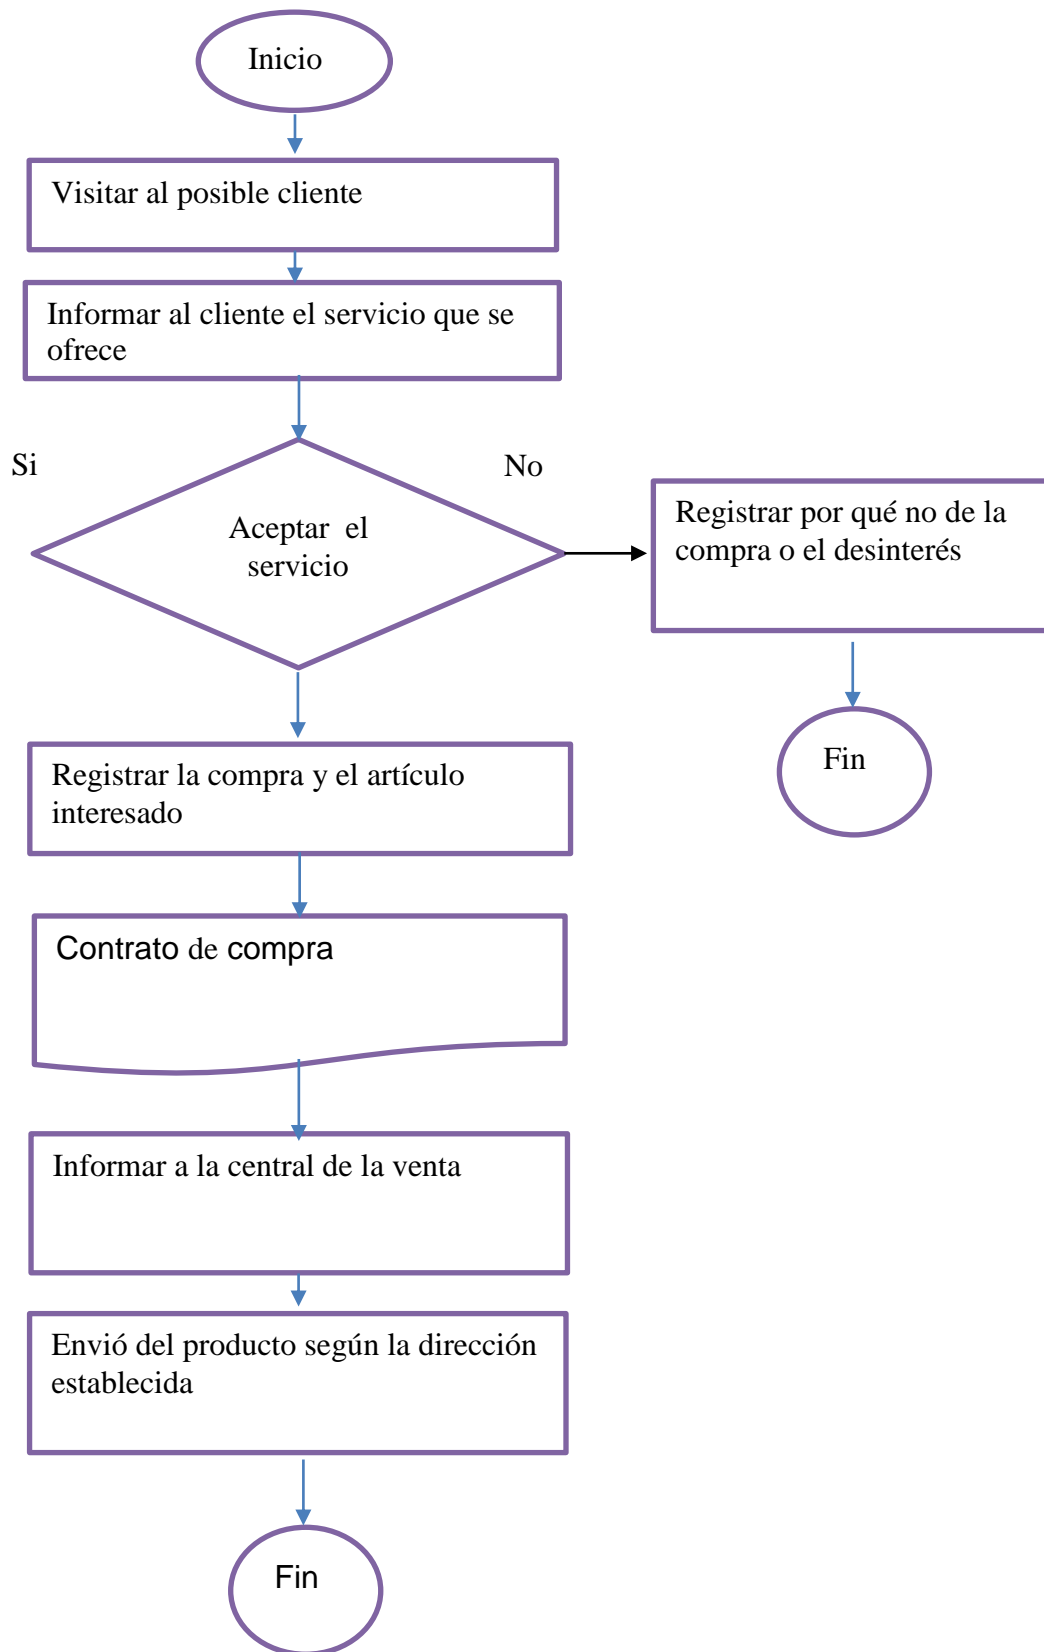 Inicio
Visitar al posible cliente
Informar al cliente el servicio que se
ofrece
Si
No
Aceptar  el
servicio
Registrar por qué no de la
compra o el desinterés
Fin
Registrar la compra y el artículo
interesado
Contrato de compra
Informar a la central de la venta
Envió del producto según la dirección
establecida
Fin